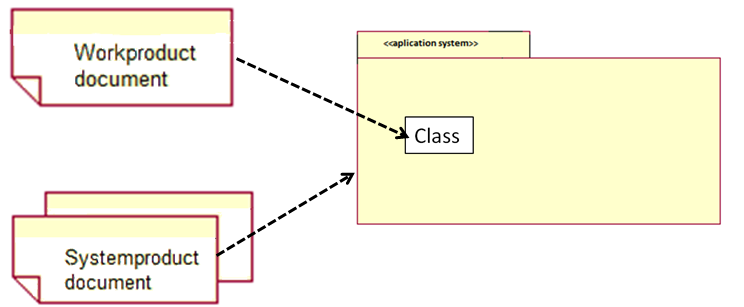 Workproduct
document
<<aplication system>>
Class
Systemproduct
document